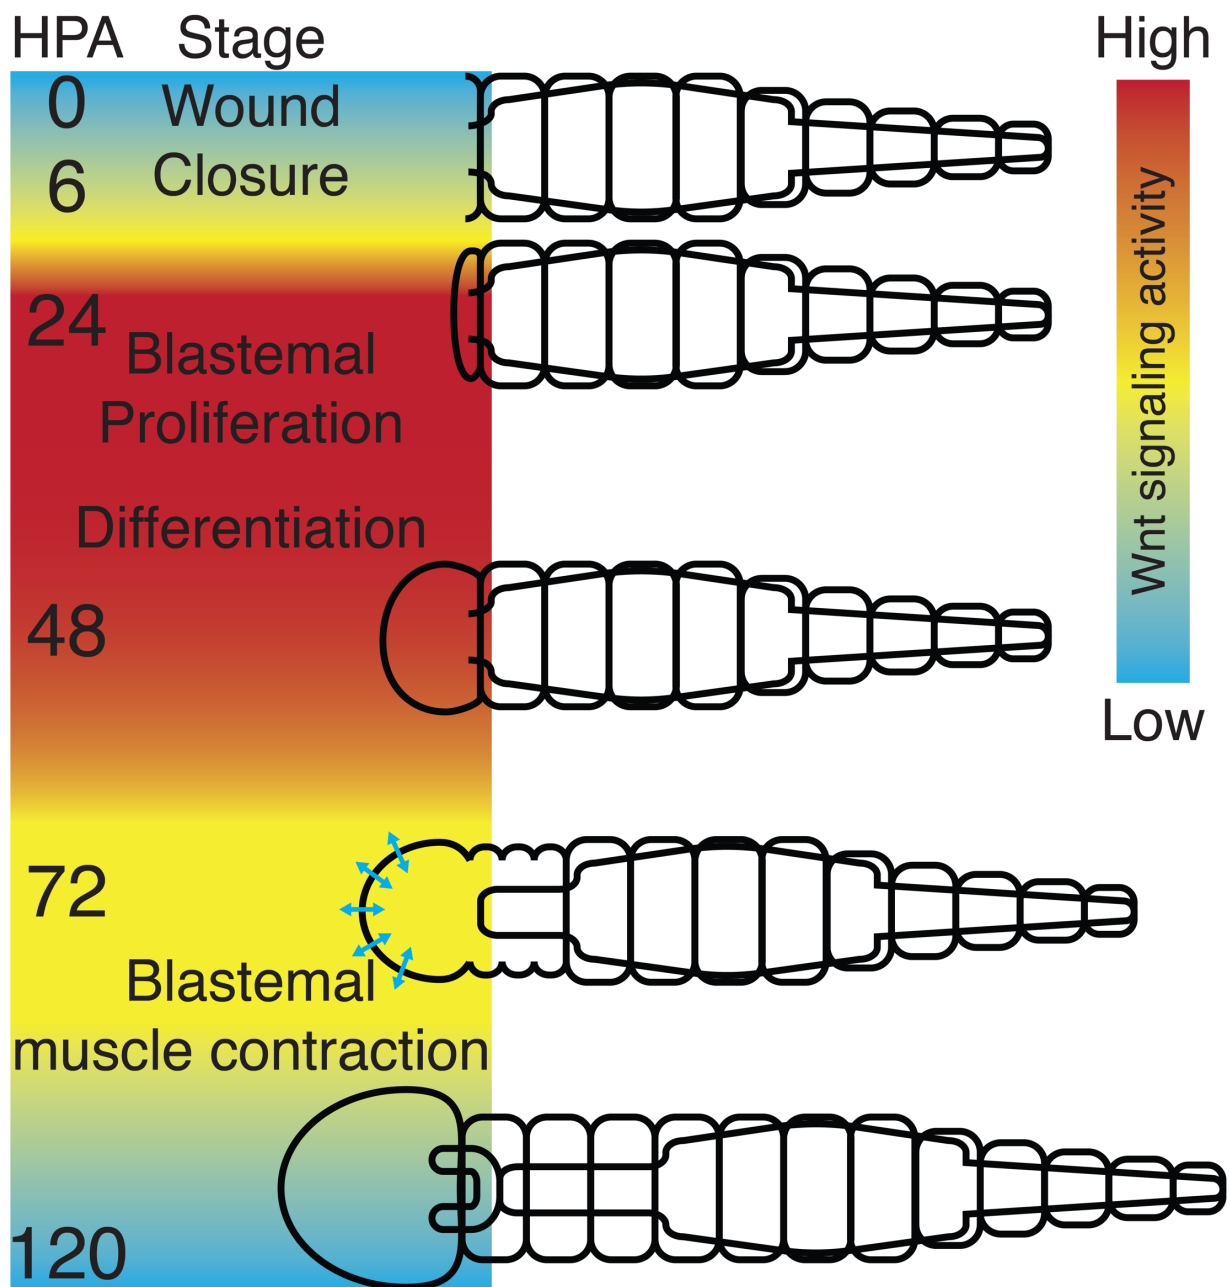 HPA Stage
0 Wound
6 Closure
24
Blastemal
Proliferation
Differentiation
48
72
Blastemal
muscle contraction
120
High
Wnt signaling activity
Low